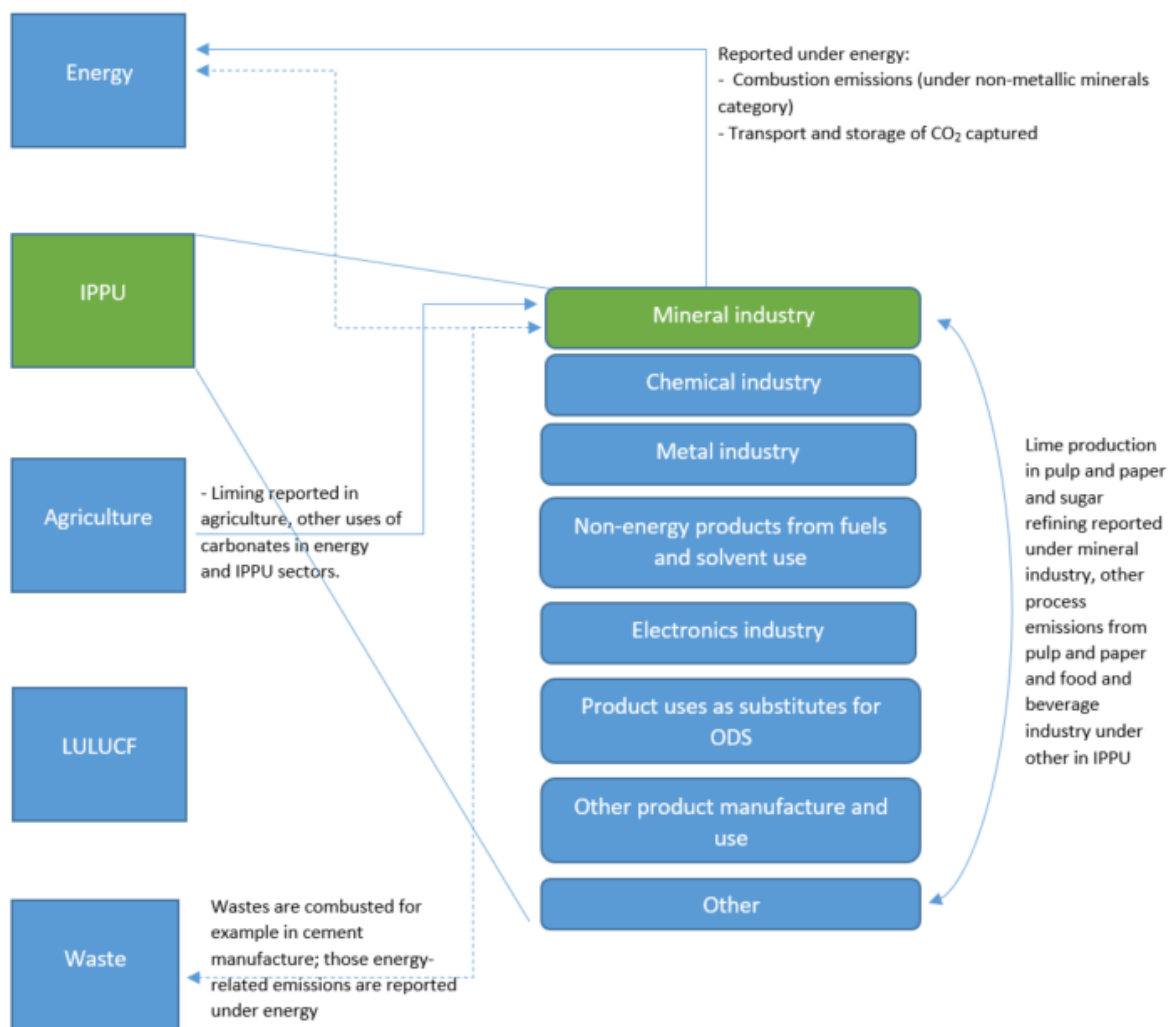 Energy
Reported under energy:
- Combustion emissions (under non-metallic minerals
category)
- Transport and storage of CO₂ captured
IPPU
Mineral industry
Chemical industry
Metal industry
Non-energy products from fuels
and solvent use
Electronics industry
Product uses as substitutes for
ODS
Other product manufacture and
use
Other
Lime production
in pulp and paper
and sugar
refining reported
under mineral
industry, other
process
emissions from
pulp and paper
and food and
beverage
industry under
other in IPPU
Agriculture
- Liming reported in
agriculture, other uses of
carbonates in energy
and IPPU sectors.
LULUCF
Waste
Wastes are combusted for
example in cement
manufacture; those energy-
related emissions are reported
under energy